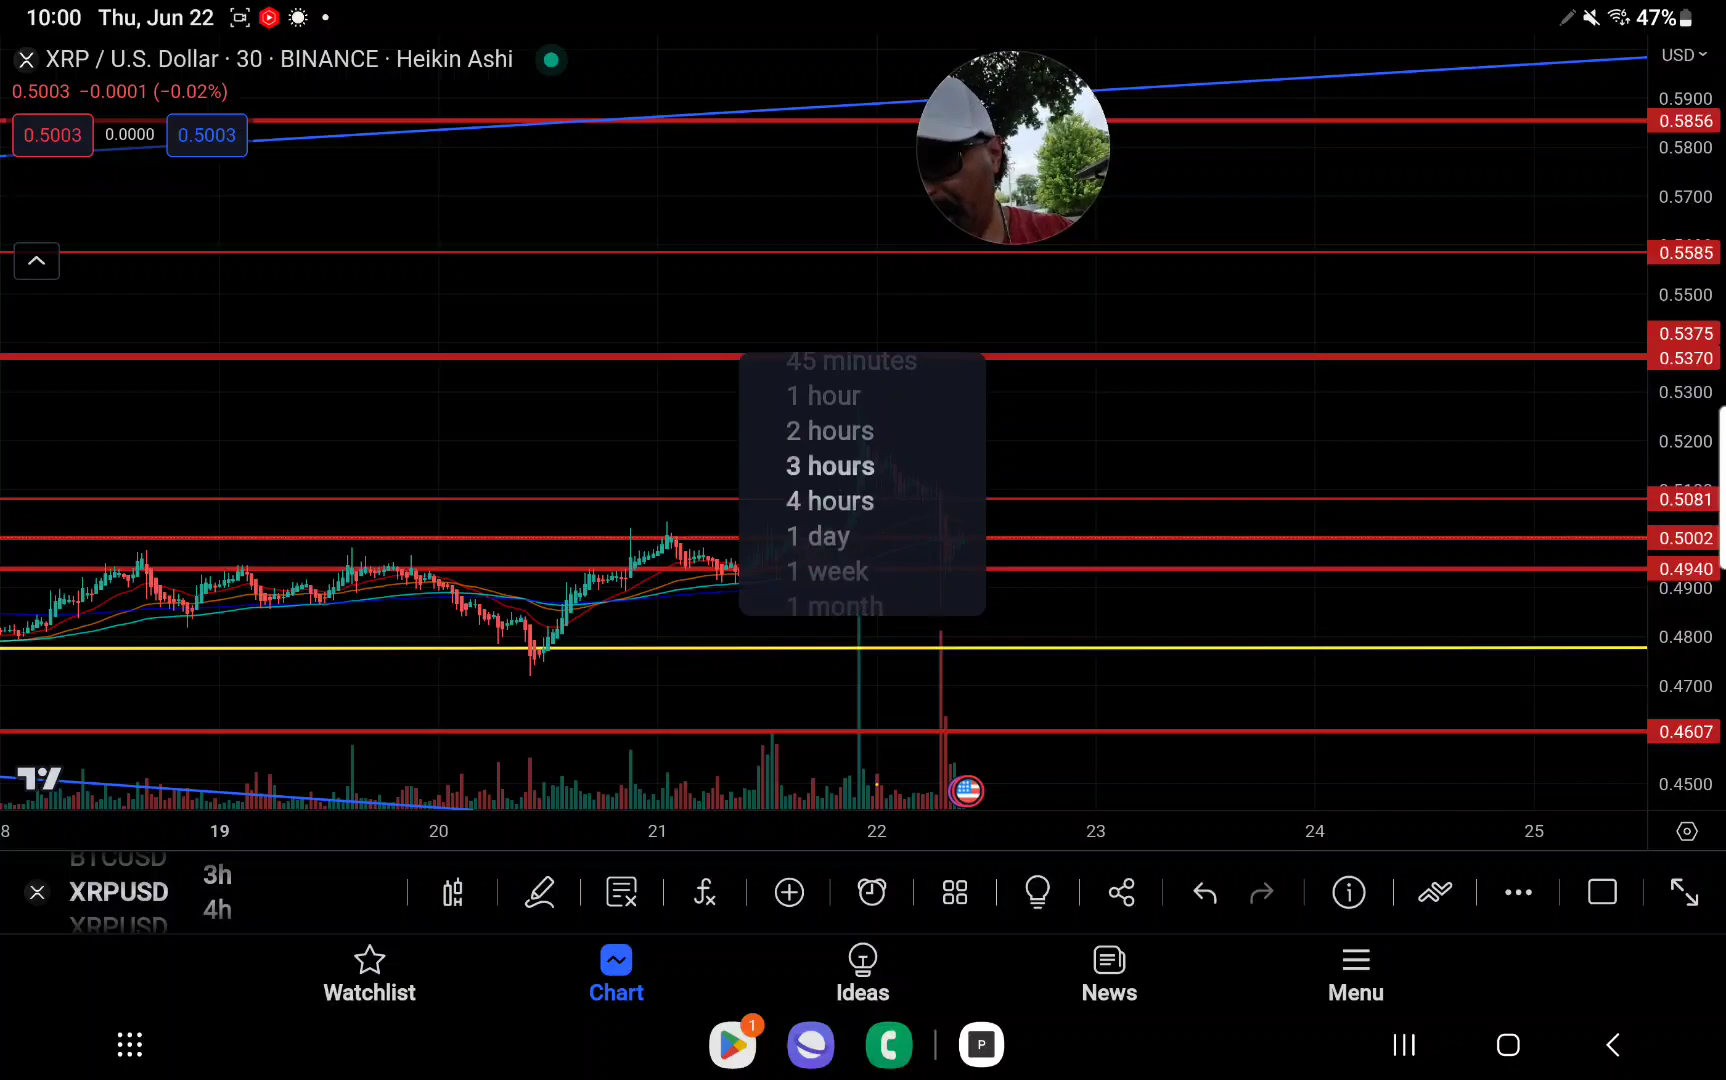 10:00 Thu, Jun 22
47%
XRP / U.S. Dollar · 30 · BINANCE · Heikin Ashi
USD
0.5003 −0.0001 (−0.02%)
0.5003 0.0000 0.5003
0.5900
0.5856
0.5800
0.5700
0.5585
0.5500
0.5375
0.5370
0.5300
0.5200
0.5081
0.5002
0.4940
0.4900
0.4800
0.4700
0.4607
0.4500
45 minutes
1 hour
2 hours
3 hours
4 hours
1 day
1 week
1 month
8 19 20 21 22 23 24 25
BTCUSD
XRPUSD
XRPUSD
3h
4h
Watchlist
Chart
Ideas
News
Menu
1
P